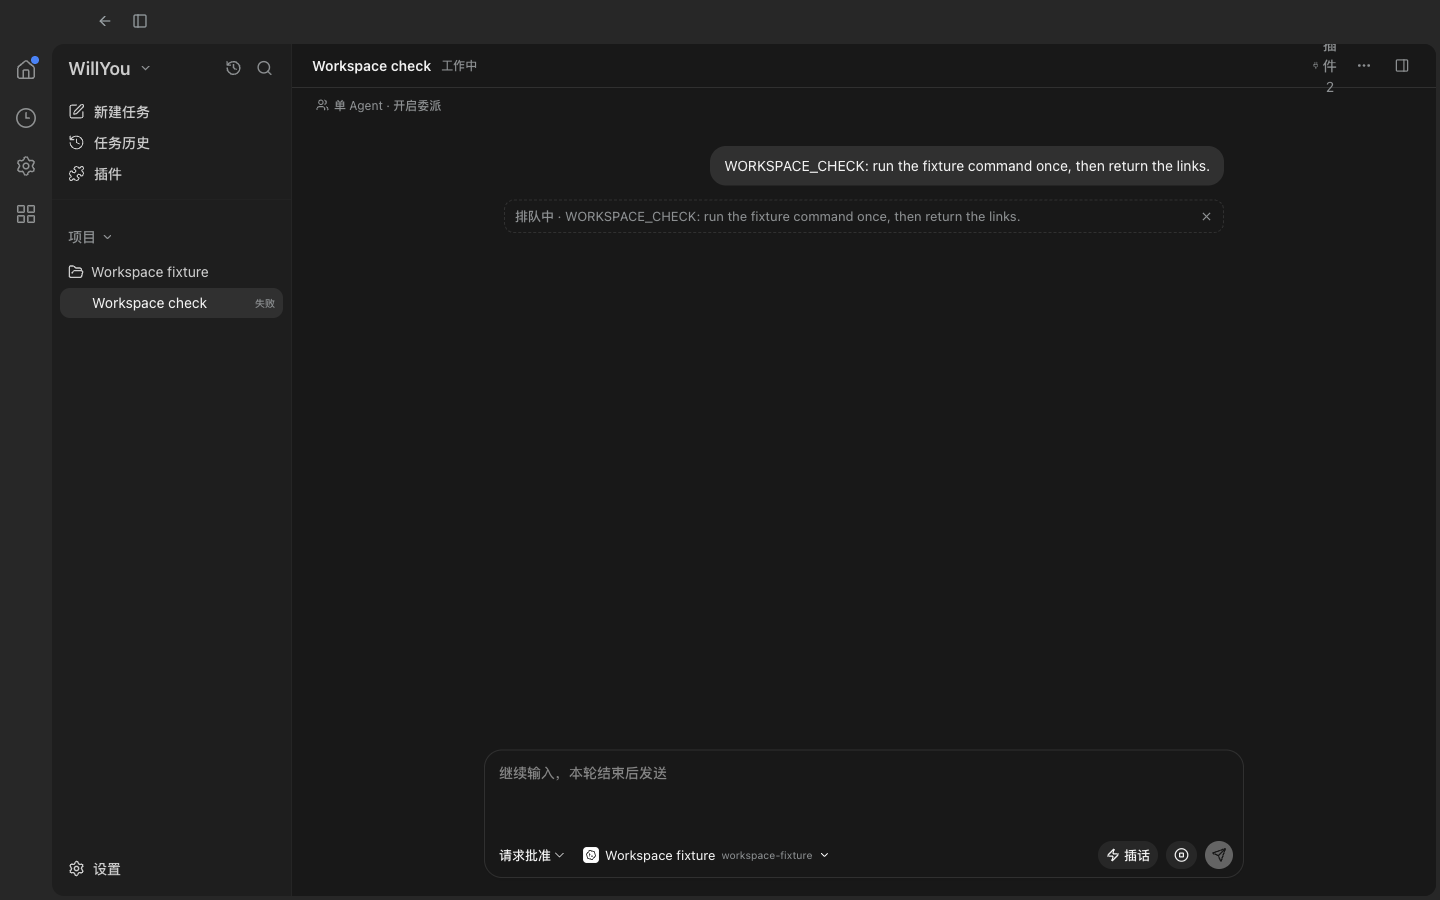 WillYou
新建任务
任务历史
插件
项目
Workspace fixture
Workspace check 失败
设置
Workspace check 工作中
插
件
2
单 Agent · 开启委派
WORKSPACE_CHECK: run the fixture command once, then return the links.
排队中 · WORKSPACE_CHECK: run the fixture command once, then return the links.
继续输入，本轮结束后发送
请求批准 Workspace fixture workspace-fixture 插话